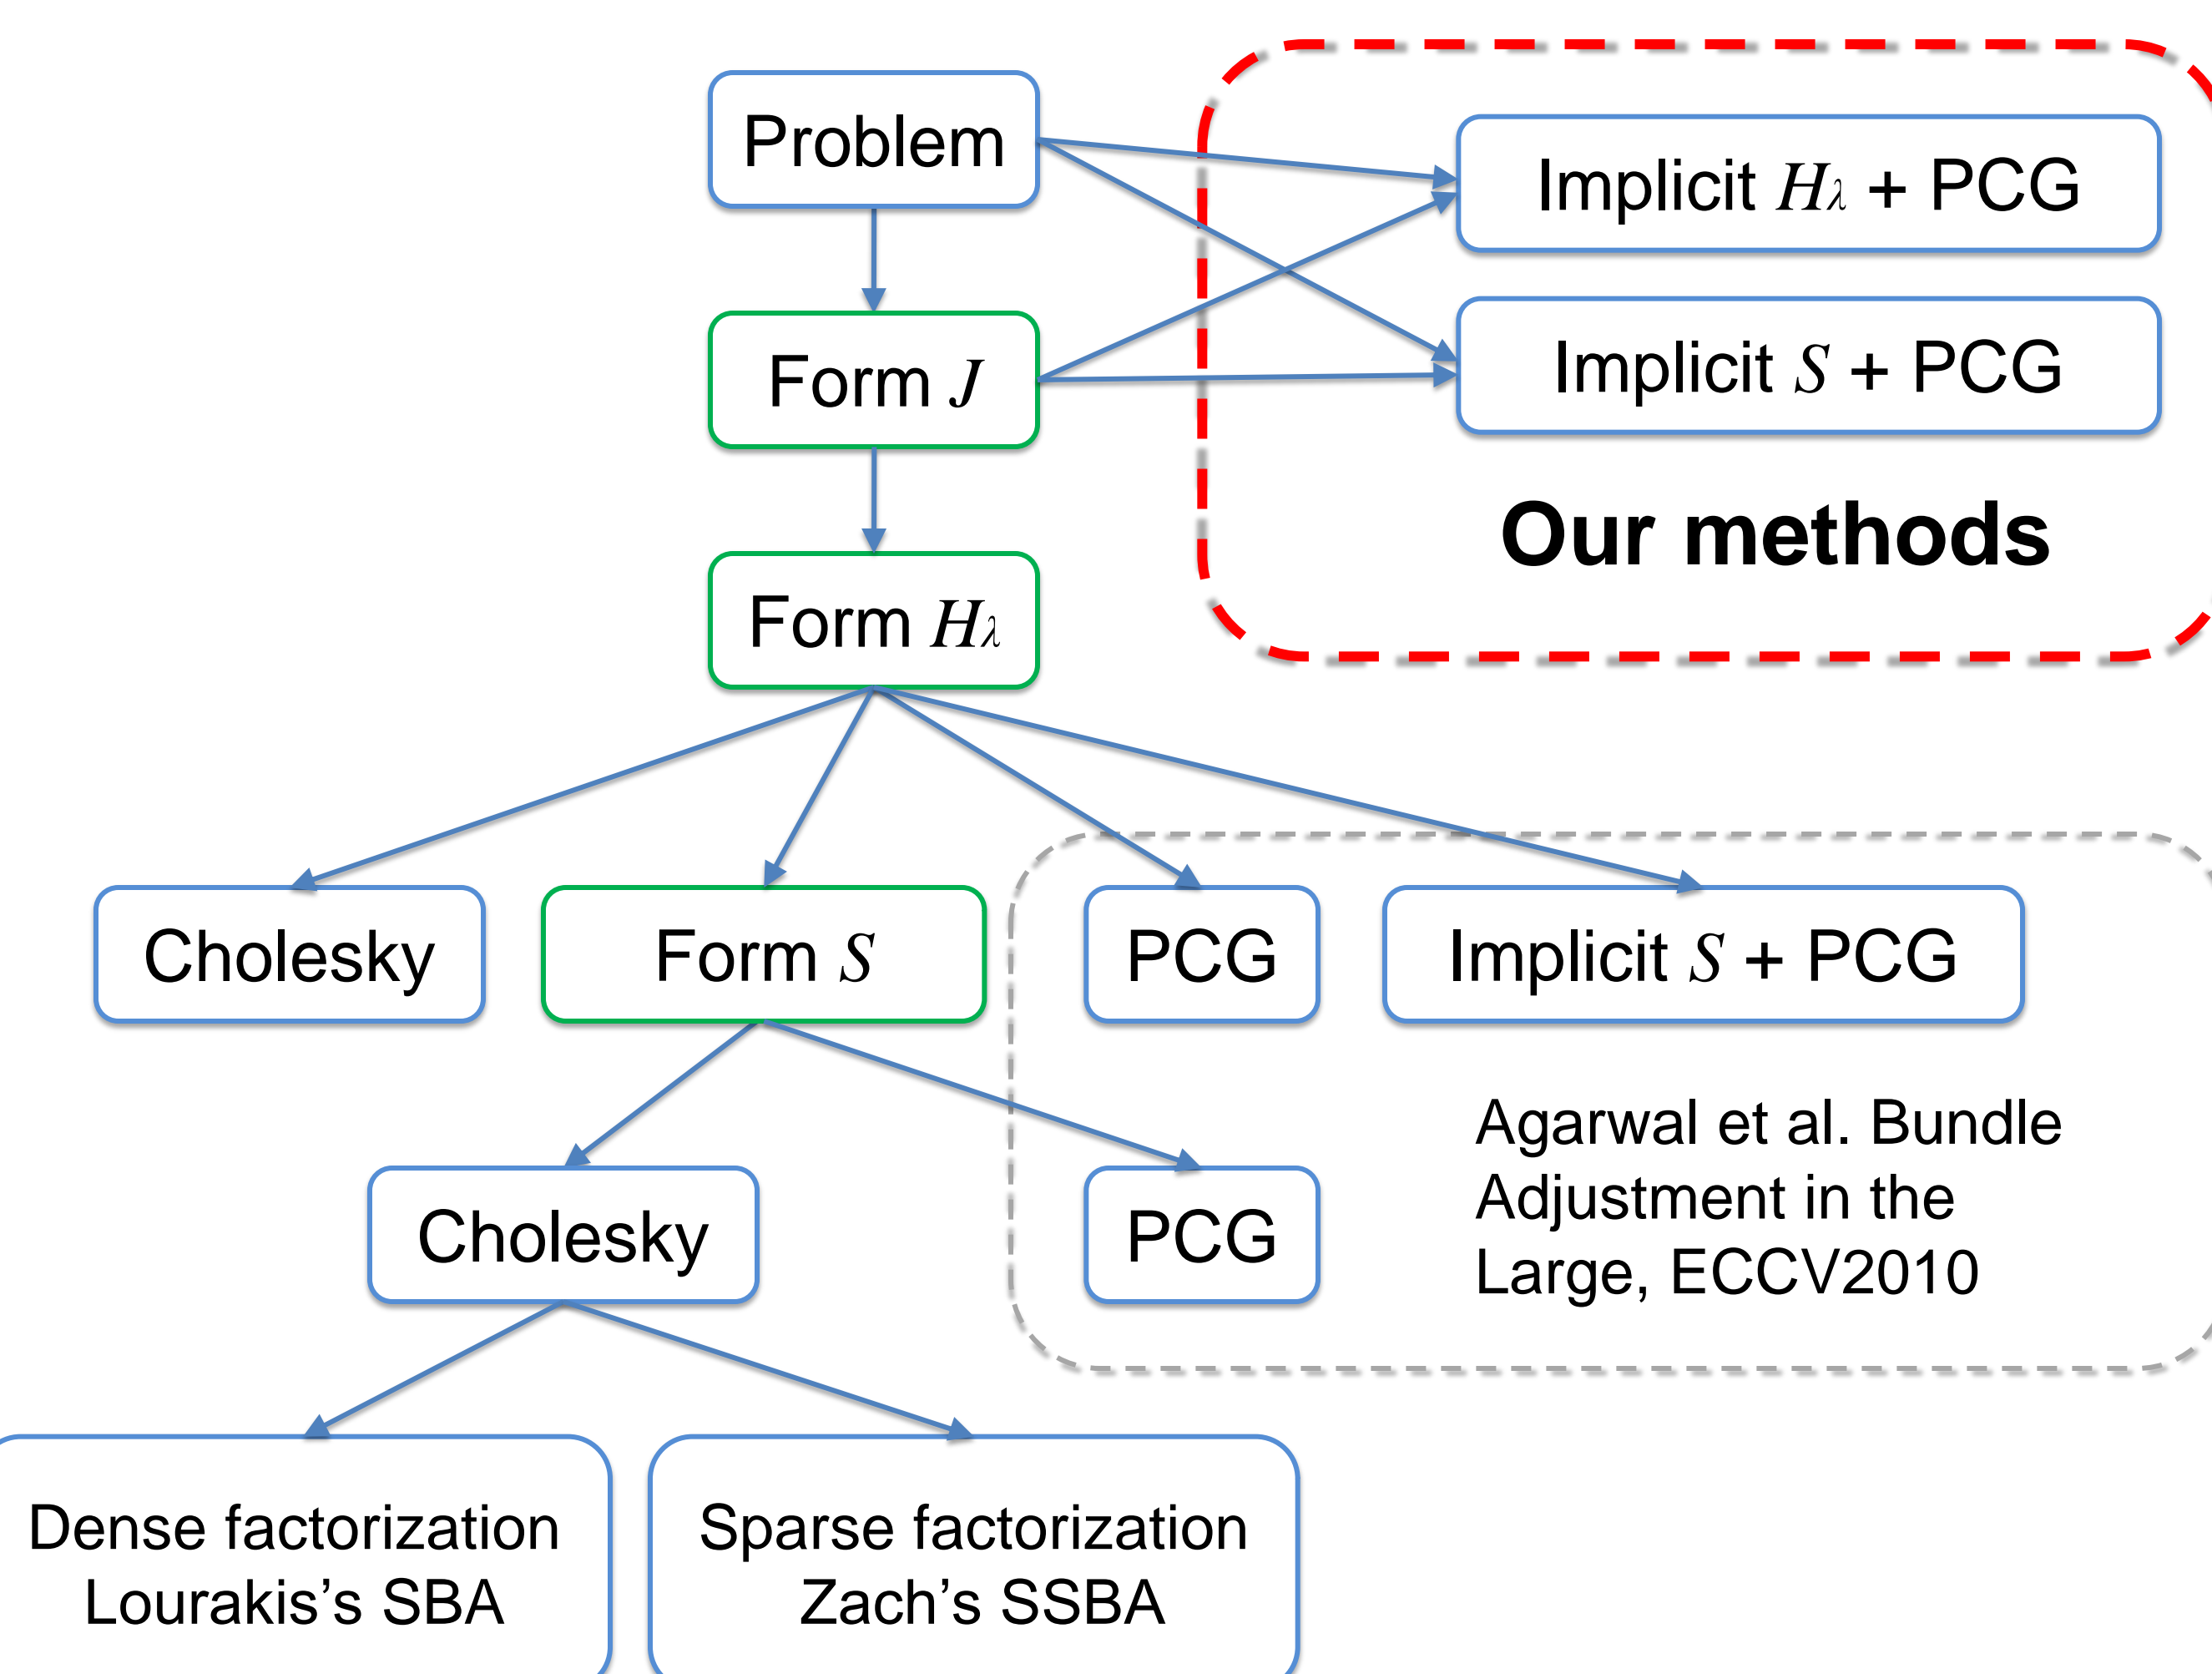 Problem
Implicit Hλ + PCG
Form J
Implicit S + PCG
Our methods
Form Hλ
Cholesky
Form S
PCG
Implicit S + PCG
Agarwal et al. Bundle
Adjustment in the
Large, ECCV2010
Cholesky
PCG
Dense factorization
Lourakis’s SBA
Sparse factorization
Zach’s SSBA